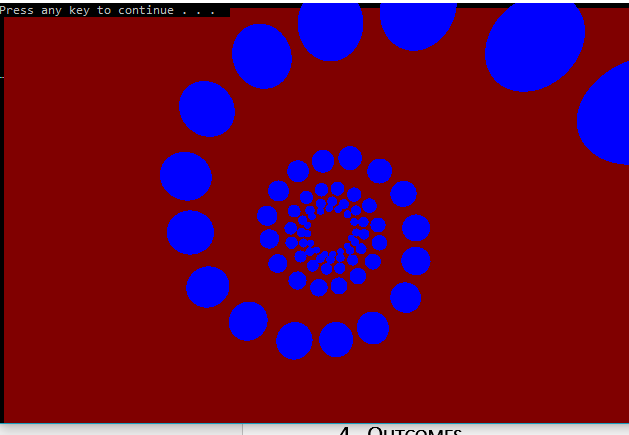 Press any key to continue . . .
4. OUTCOMES